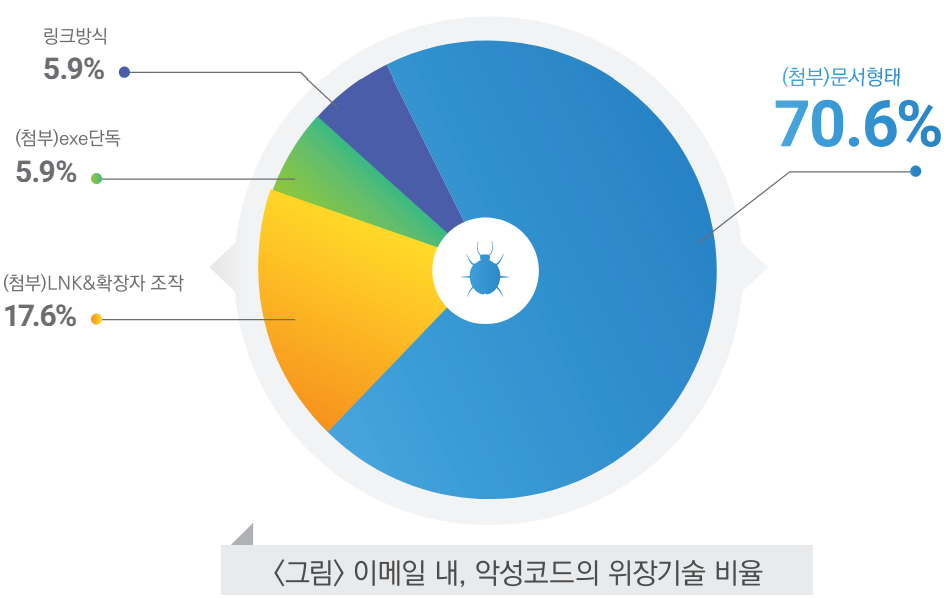 링크방식
5.9%
(첨부)문서형태
70.6%
(첨부)exe단독
5.9%
(첨부)LNK&확장자 조작
17.6%
〈그림〉 이메일 내, 악성코드의 위장기술 비율